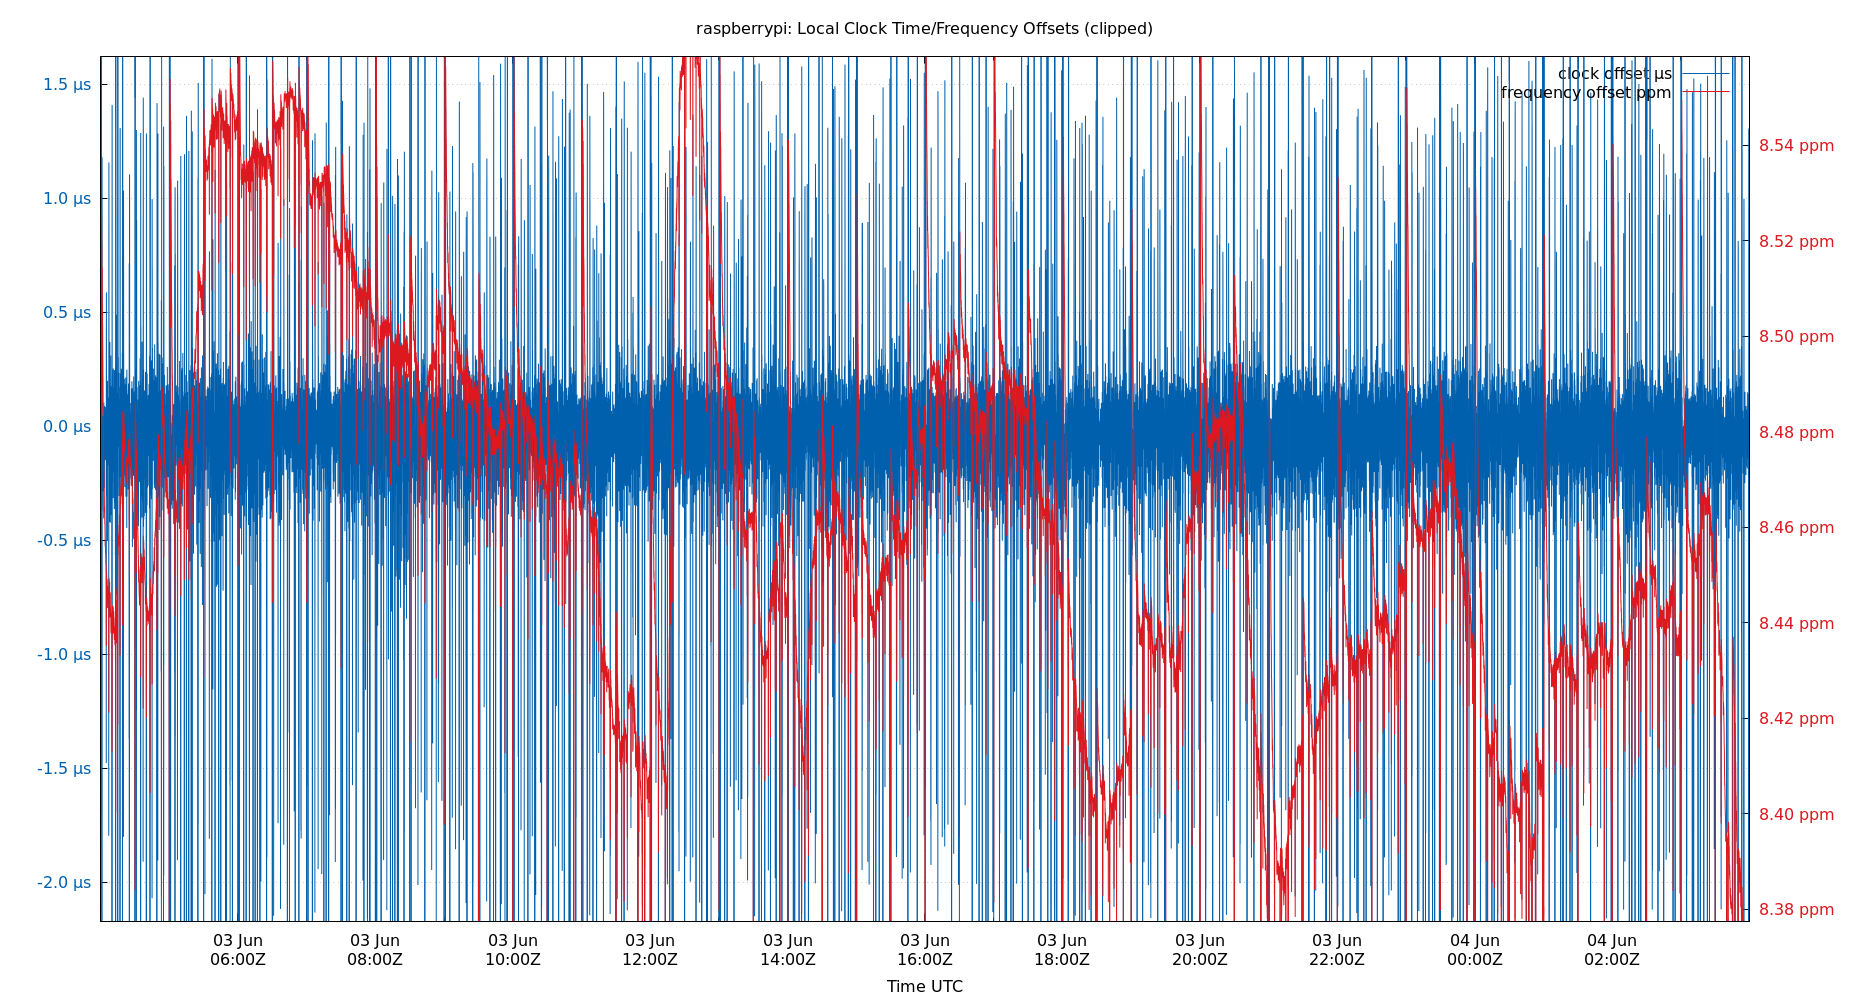 raspberrypi: Local Clock Time/Frequency Offsets (clipped)
clock offset µs
frequency offset ppm
1.5 µs
1.0 µs
0.5 µs
0.0 µs
-0.5 µs
-1.0 µs
-1.5 µs
-2.0 µs
8.54 ppm
8.52 ppm
8.50 ppm
8.48 ppm
8.46 ppm
8.44 ppm
8.42 ppm
8.40 ppm
8.38 ppm
03 Jun 03 Jun 03 Jun 03 Jun 03 Jun 03 Jun 03 Jun 03 Jun 03 Jun 04 Jun 04 Jun
06:00Z 08:00Z 10:00Z 12:00Z 14:00Z 16:00Z 18:00Z 20:00Z 22:00Z 00:00Z 02:00Z
Time UTC